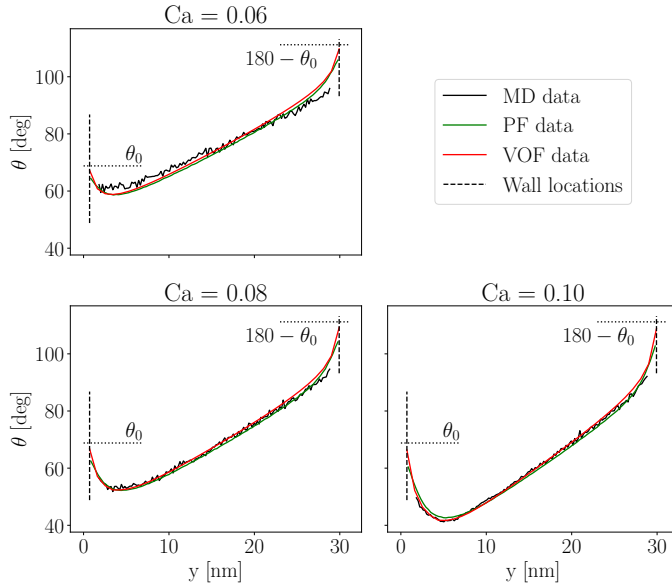 Ca = 0.06
θ [deg]
100
80
60
40
180 − θ₀
θ₀
MD data
PF data
VOF data
Wall locations
Ca = 0.08
θ [deg]
100
80
60
40
180 − θ₀
θ₀
0 10 20 30
y [nm]
Ca = 0.10
180 − θ₀
θ₀
0 10 20 30
y [nm]